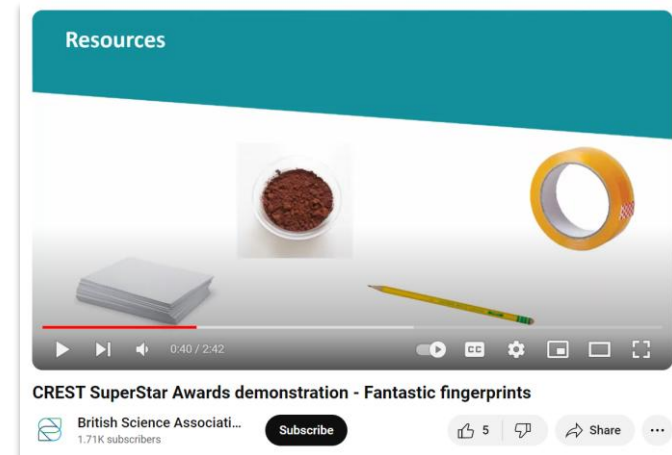 Resources
0:40 / 2:42
CC
CREST SuperStar Awards demonstration - Fantastic fingerprints
British Science Associati...
1.71K subscribers
Subscribe
5
Share